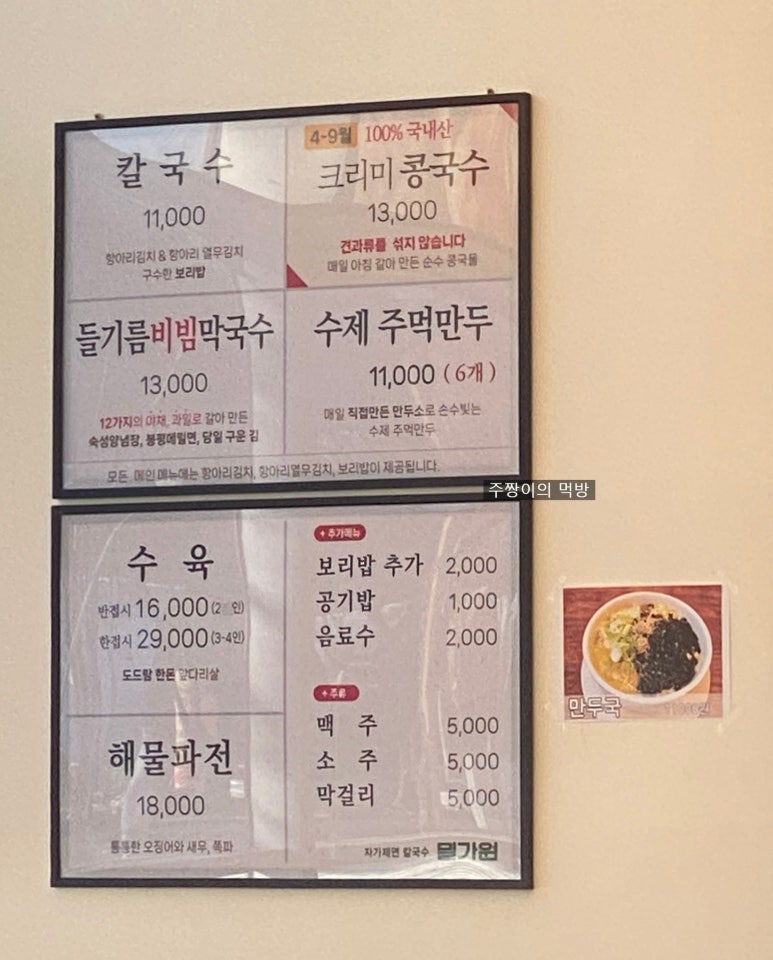 칼국수
11,000
항아리김치 & 항아리 열무김치
구수한 보리밥
4-9월 100% 국내산
크리미 콩국수
13,000
견과류를 섞지 않습니다
매일 아침 갈아 만든 순수 콩국물
들기름비빔막국수
13,000
12가지의 야채, 과일로 갈아 만든
숙성양념장, 봉평메밀면, 당일 구운 김
수제 주먹만두
11,000 (6개)
매일 직접만든 만두소로 손수빚는
수제 주먹만두
모든 메인 메뉴에는 항아리김치, 항아리열무김치, 보리밥이 제공됩니다.
주짱이의 먹방
수육
반접시 16,000
한접시 29,000 (3-4인)
도드람 한돈 앞다리살
해물파전
18,000
통통한 오징어와 새우, 쪽파
+ 추가메뉴
보리밥 추가 2,000
공기밥 1,000
음료수 2,000
+ 주류
맥주 5,000
소주 5,000
막걸리 5,000
자가제면 칼국수 밀가원
만두국